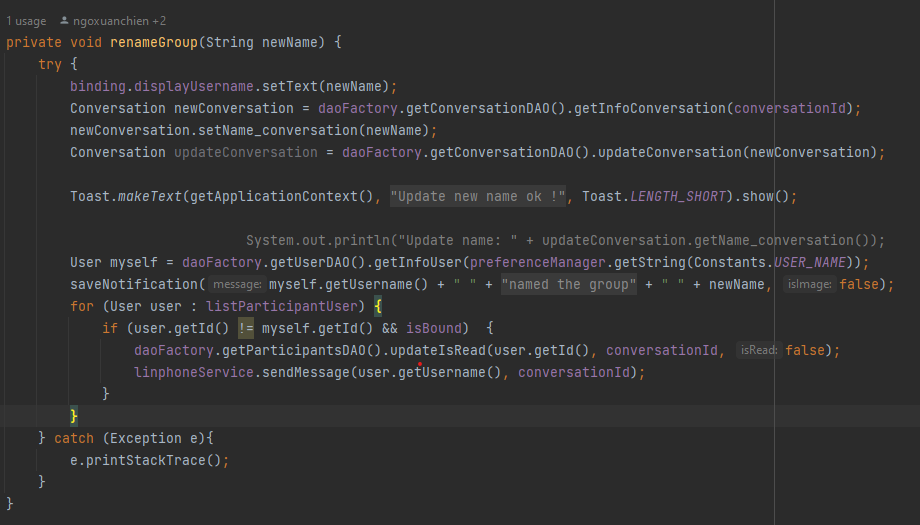 1 usage ngoxuanchien +2
private void renameGroup(String newName) {
try {
binding.displayUsername.setText(newName);
Conversation newConversation = daoFactory.getConversationDAO().getInfoConversation(conversationId);
newConversation.setName_conversation(newName);
Conversation updateConversation = daoFactory.getConversationDAO().updateConversation(newConversation);
Toast.makeText(getApplicationContext(), "Update new name ok !", Toast.LENGTH_SHORT).show();
System.out.println("Update name: " + updateConversation.getName_conversation());
User myself = daoFactory.getUserDAO().getInfoUser(preferenceManager.getString(Constants.USER_NAME));
saveNotification( message: myself.getUsername() + " " + "named the group" + " " + newName, isImage: false);
for (User user : listParticipantUser) {
if (user.getId() != myself.getId() && isBound)  {
daoFactory.getParticipantsDAO().updateIsRead(user.getId(), conversationId, isRead: false);
linphoneService.sendMessage(user.getUsername(), conversationId);
}
}
} catch (Exception e){
e.printStackTrace();
}
}